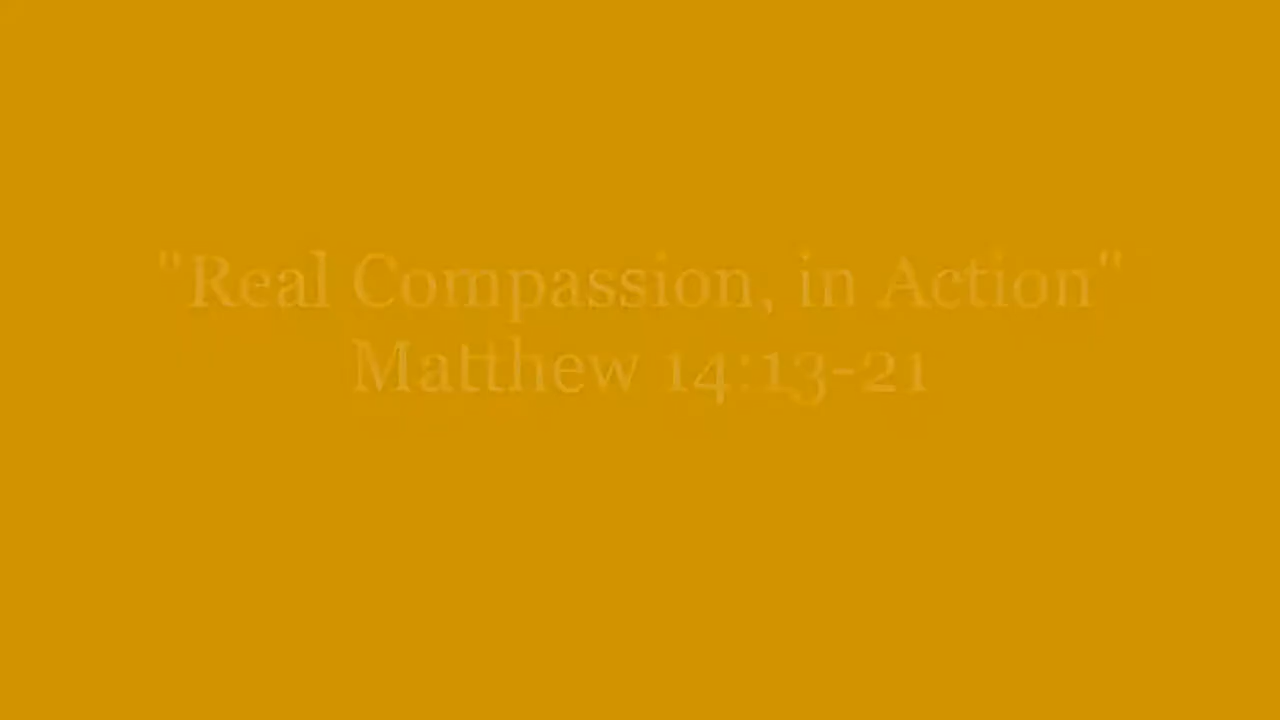 "Real Compassion, in Action"
Matthew 14:13-21